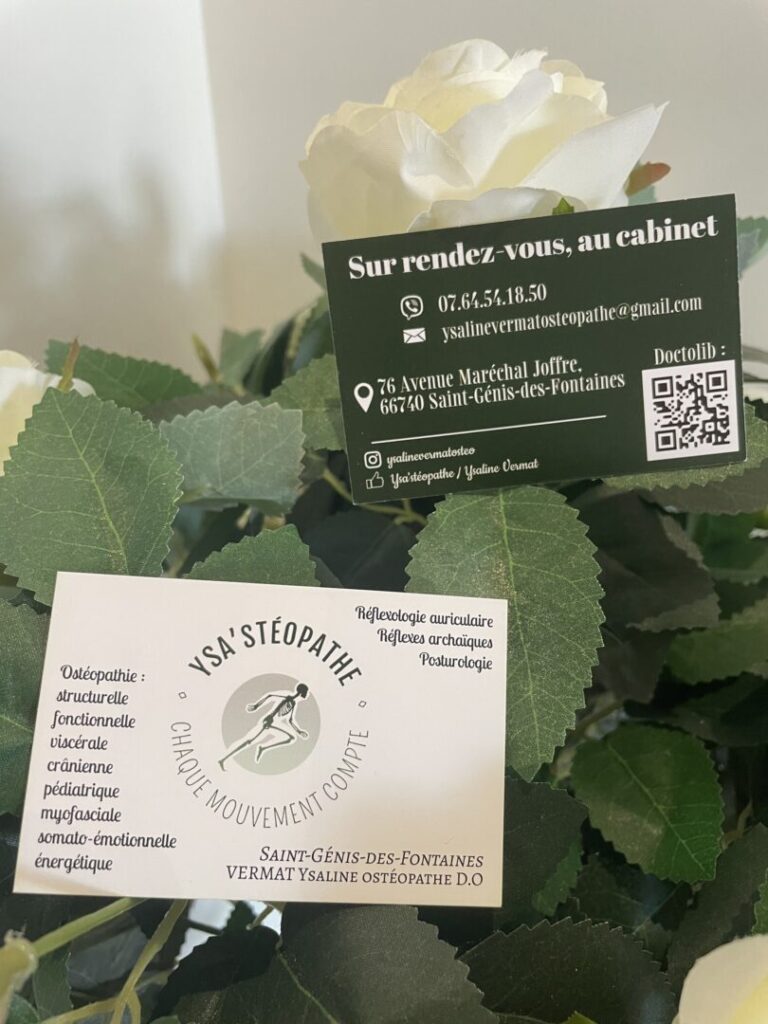 Sur rendez-vous, au cabinet
07.64.54.18.50
ysalinevermatosteopathe@gmail.com
76 Avenue Maréchal Joffre,
66740 Saint-Génis-des-Fontaines
Doctolib :
ysalinevermatosteo
Ysa'stéopathe / Ysaline Vermat
Réflexologie auriculaire
Réflexes archaïques
Posturologie
YSA'STÉOPATHE
CHAQUE MOUVEMENT COMPTE
Ostéopathie :
structurelle
fonctionnelle
viscérale
crânienne
pédiatrique
myofasciale
somato-émotionnelle
énergétique
SAINT-GÉNIS-DES-FONTAINES
VERMAT YSALINE OSTÉOPATHE D.O